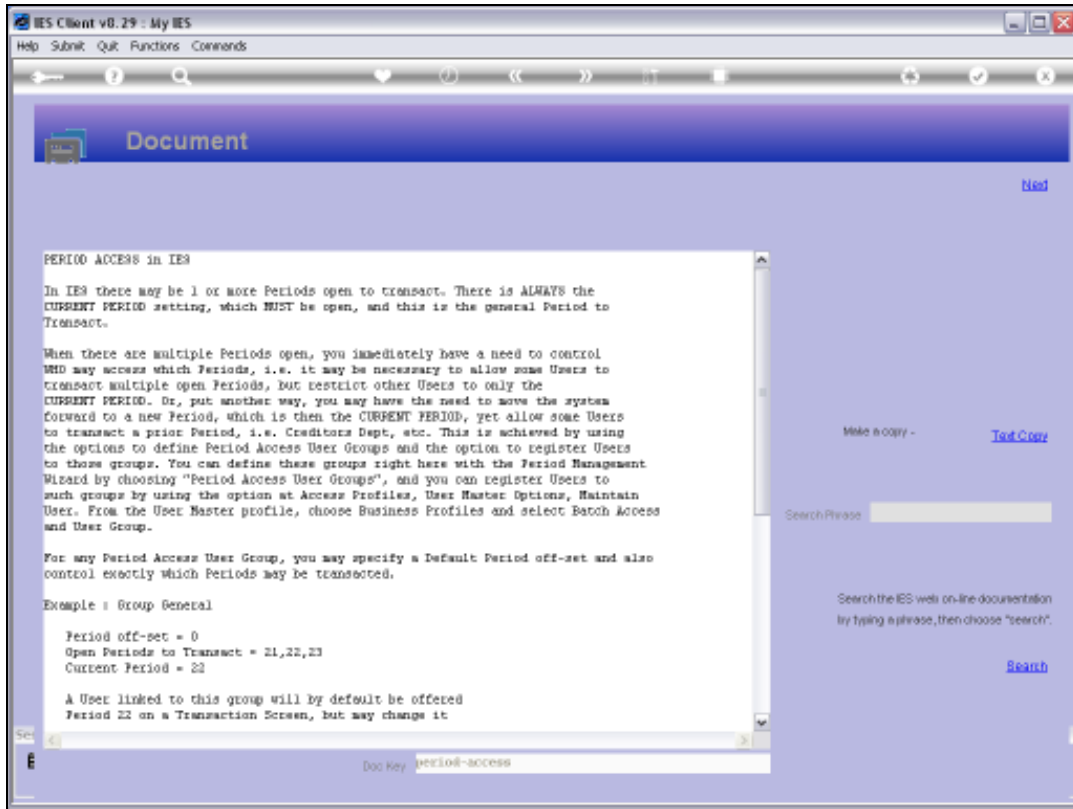 IES Client v8.29 : My IES
Help Submit Quit Functions Commands
Document
Next
PERIOD ACCESS in IES
In IES there may be 1 or more Periods open to transact. There is ALWAYS the
CURRENT PERIOD setting, which MUST be open, and this is the general Period to
Transact.
When there are multiple Periods open, you immediately have a need to control
WHO may access which Periods, i.e. it may be necessary to allow some Users to
transact multiple open Periods, but restrict other Users to only the
CURRENT PERIOD. Or, put another way, you may have the need to move the system
forward to a new Period, which is then the CURRENT PERIOD, yet allow some Users
to transact a prior Period, i.e. Creditors Dept, etc. This is achieved by using
the options to define Period Access User Groups and the option to register Users
to those groups. You can define these groups right here with the Period Management
Wizard by choosing "Period Access User Groups", and you can register Users to
such groups by using the option at Access Profiles, User Master Options, Maintain
User. From the User Master profile, choose Business Profiles and select Batch Access
and User Group.
For any Period Access User Group, you may specify a Default Period off-set and also
control exactly which Periods may be transacted.
Example : Group General
Period off-set = 0
Open Periods to Transact = 21,22,23
Current Period = 22
A User linked to this group will by default be offered
Period 22 on a Transaction Screen, but may change it
Make a copy -
Text Copy
Search Phrase
Search the IES web on-line documentation
by typing a phrase, then choose "search".
Search
Doc Key period-access